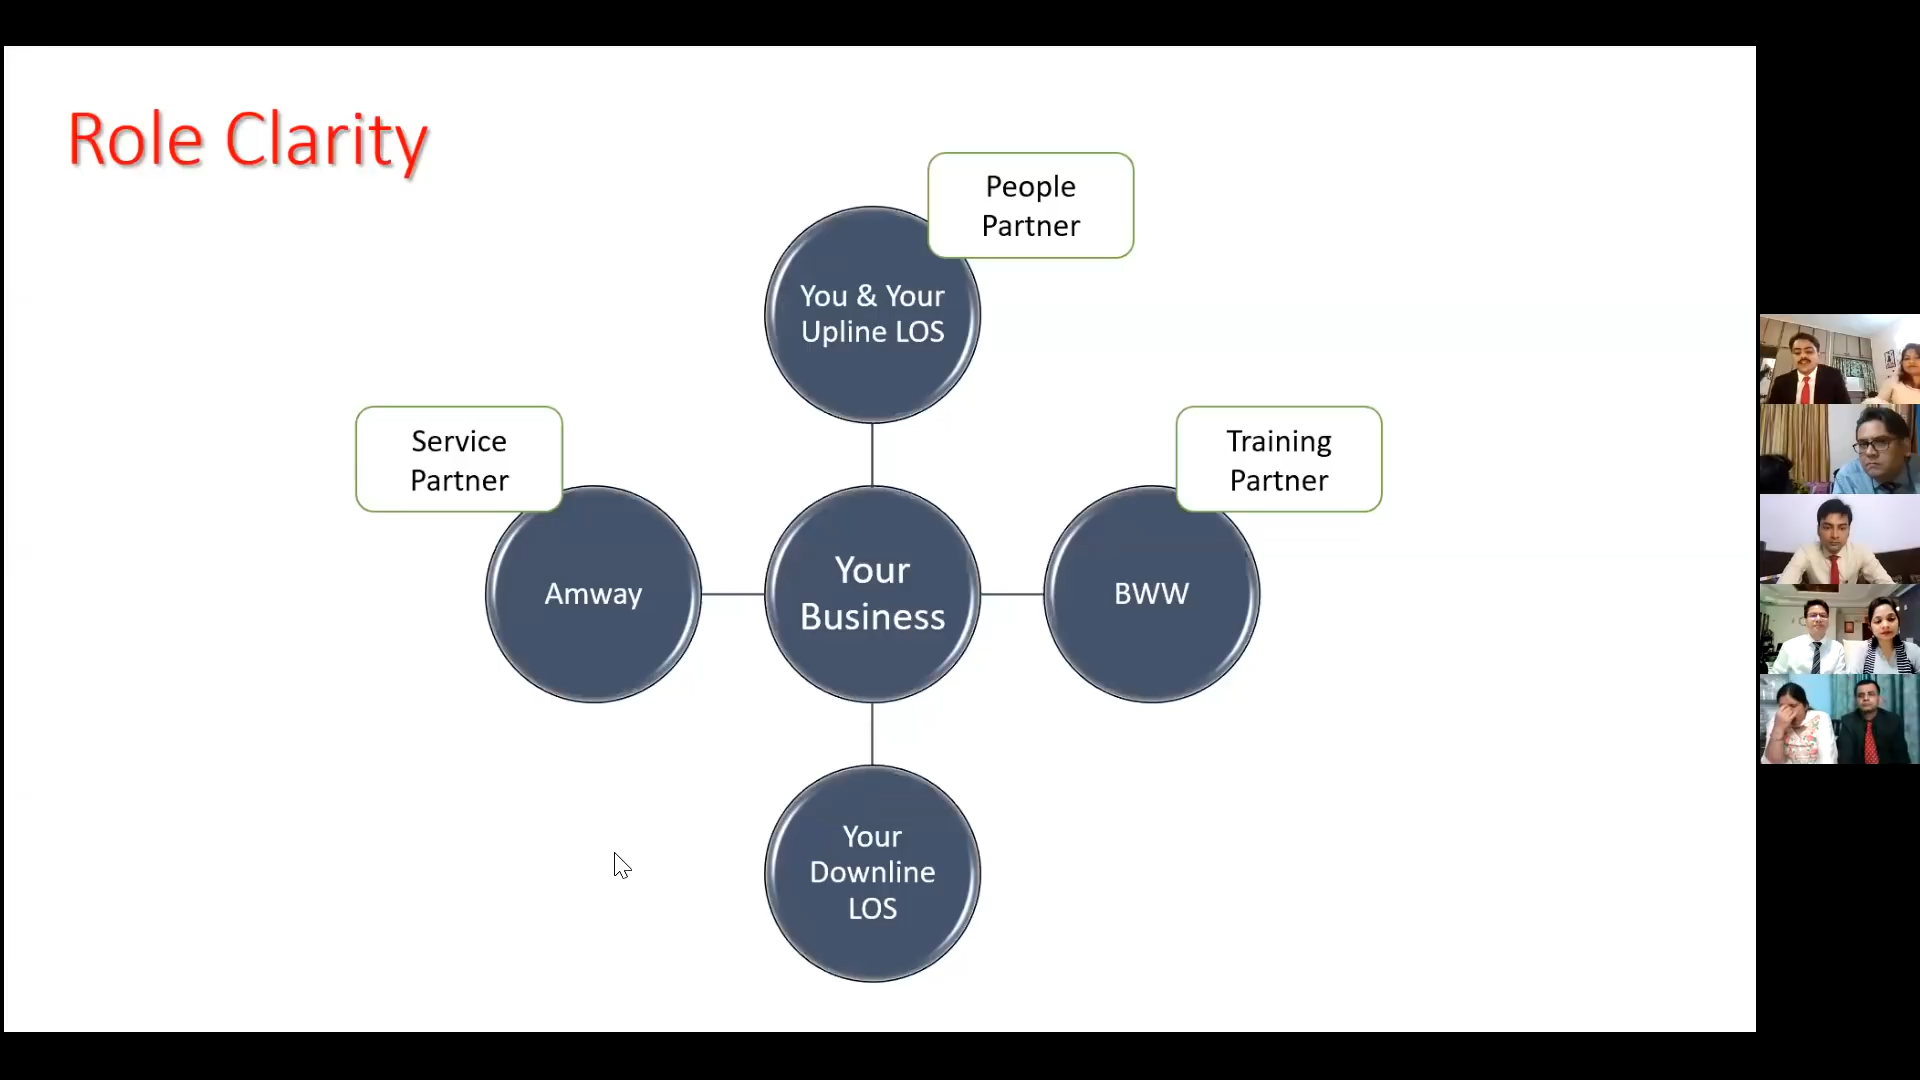 Role Clarity
People
Partner
You & Your
Upline LOS
Service
Partner
Training
Partner
Amway
Your
Business
BWW
Your
Downline
LOS